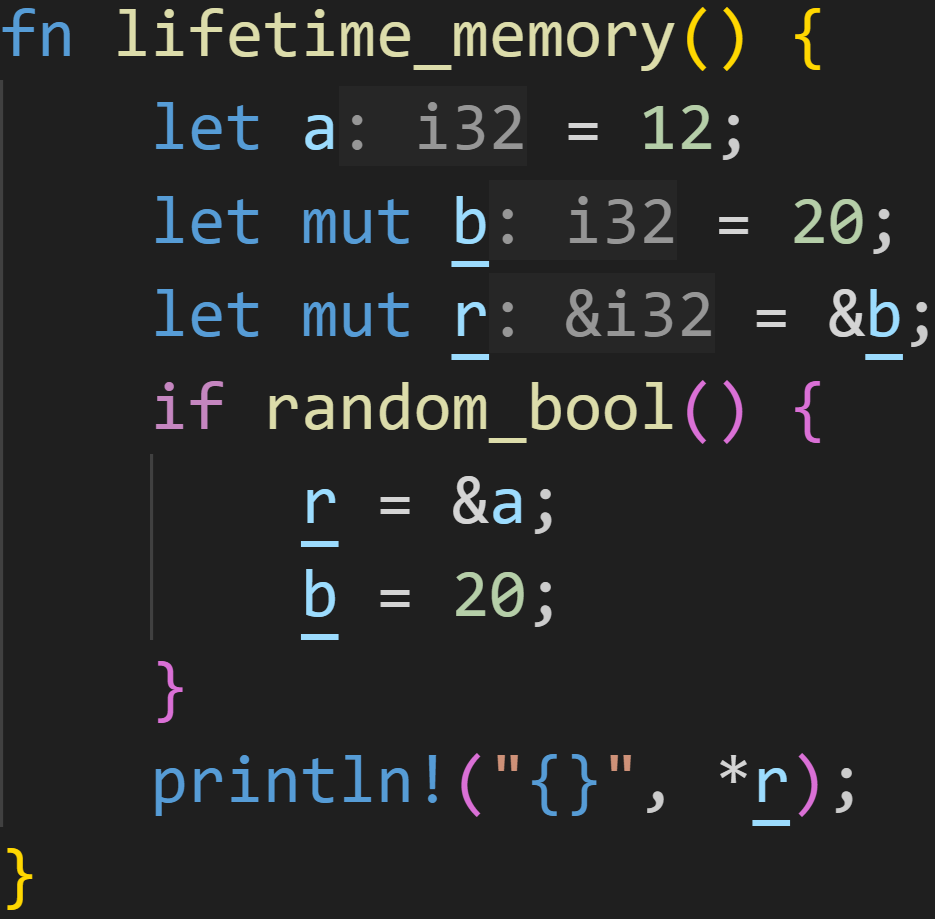 fn lifetime_memory() {
    let a: i32 = 12;
    let mut b: i32 = 20;
    let mut r: &i32 = &b;
    if random_bool() {
        r = &a;
        b = 20;
    }
    println!("{}", *r);
}